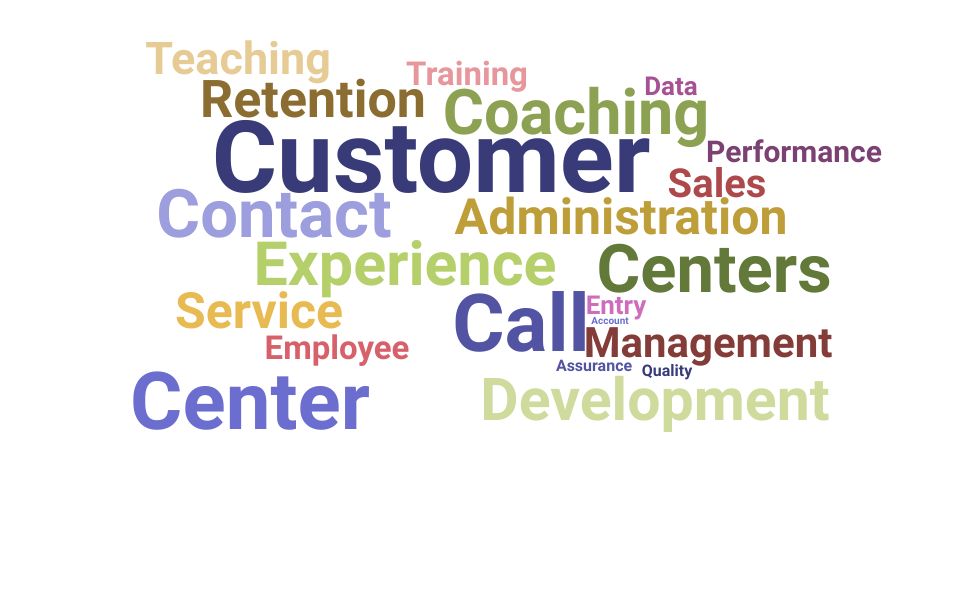 Teaching
Training
Data
Retention
Coaching
Customer
Performance
Sales
Contact
Administration
Experience
Centers
Service
Call
Entry
Account
Employee
Management
Assurance
Quality
Center
Development